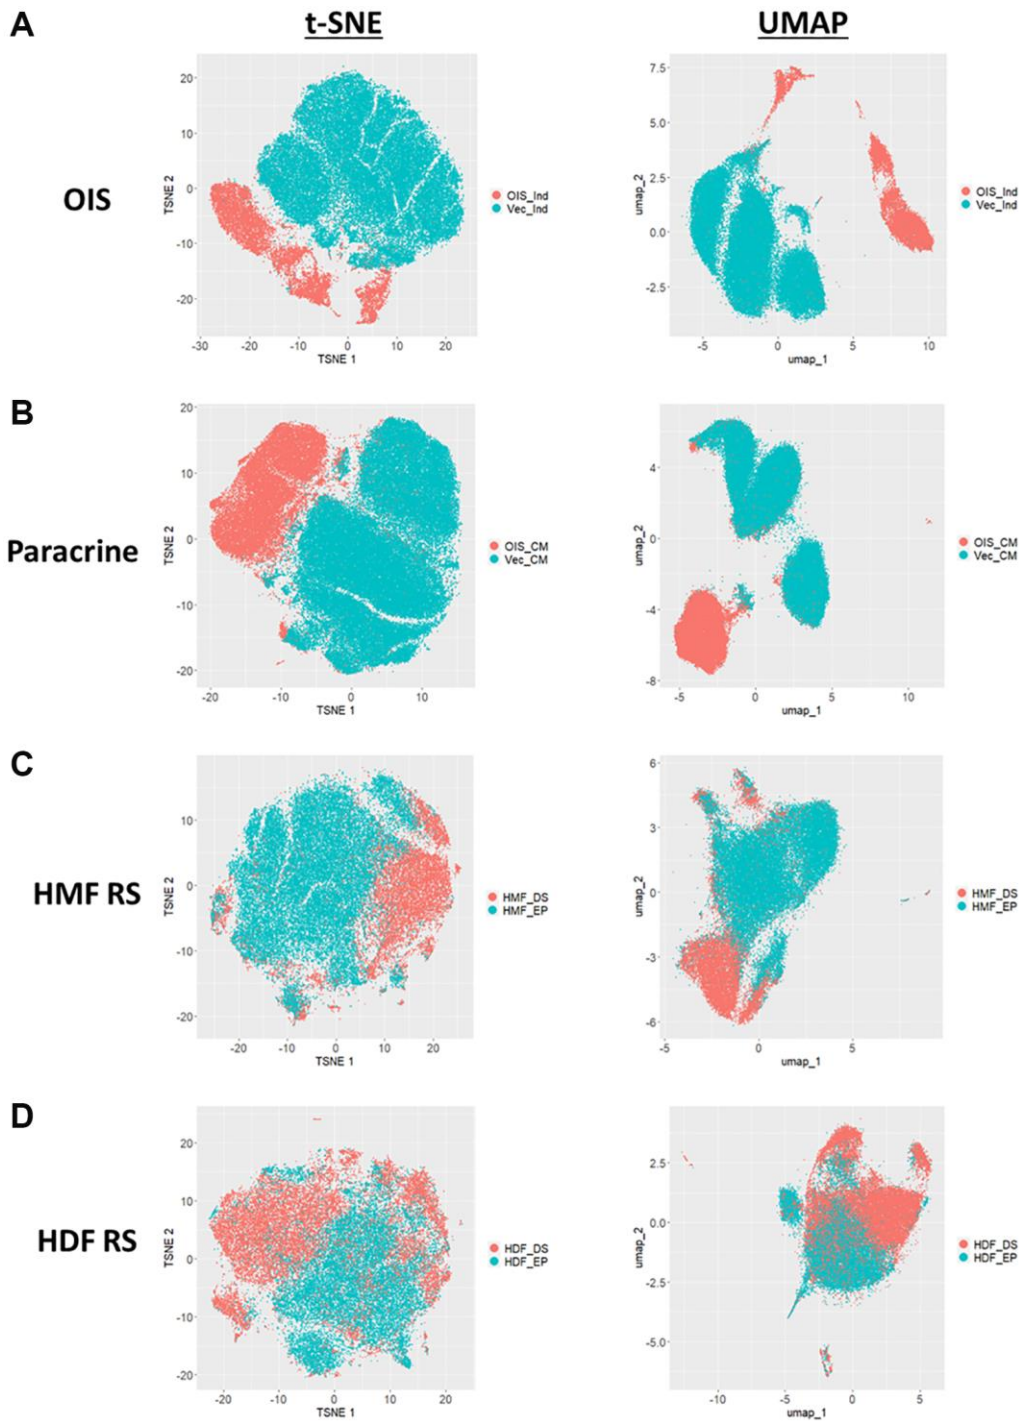 A
t-SNE
UMAP
OIS
TSNE 2
20
10
0
-10
-20
-30
-20
-10
0
10
20
TSNE 1
OIS_Ind
Vec_Ind
umap_2
7.5
5.0
2.5
0.0
-2.5
-5
0
5
10
umap_1
OIS_Ind
Vec_Ind
B
Paracrine
TSNE 2
20
10
0
-10
-20
-20
-10
0
10
TSNE 1
OIS_CM
Vec_CM
umap_2
4
0
-4
-8
-5
0
5
10
umap_1
OIS_CM
Vec_CM
C
HMF RS
TSNE 2
10
0
-10
-20
-20
-10
0
10
20
TSNE 1
HMF_DS
HMF_EP
umap_2
6
3
0
-3
-6
-5
0
5
umap_1
HMF_DS
HMF_EP
D
HDF RS
TSNE 2
20
10
0
-10
-20
-20
-10
0
10
20
TSNE 1
HDF_DS
HDF_EP
umap_2
2.5
0.0
-2.5
-5.0
-10
-5
0
5
umap_1
HDF_DS
HDF_EP